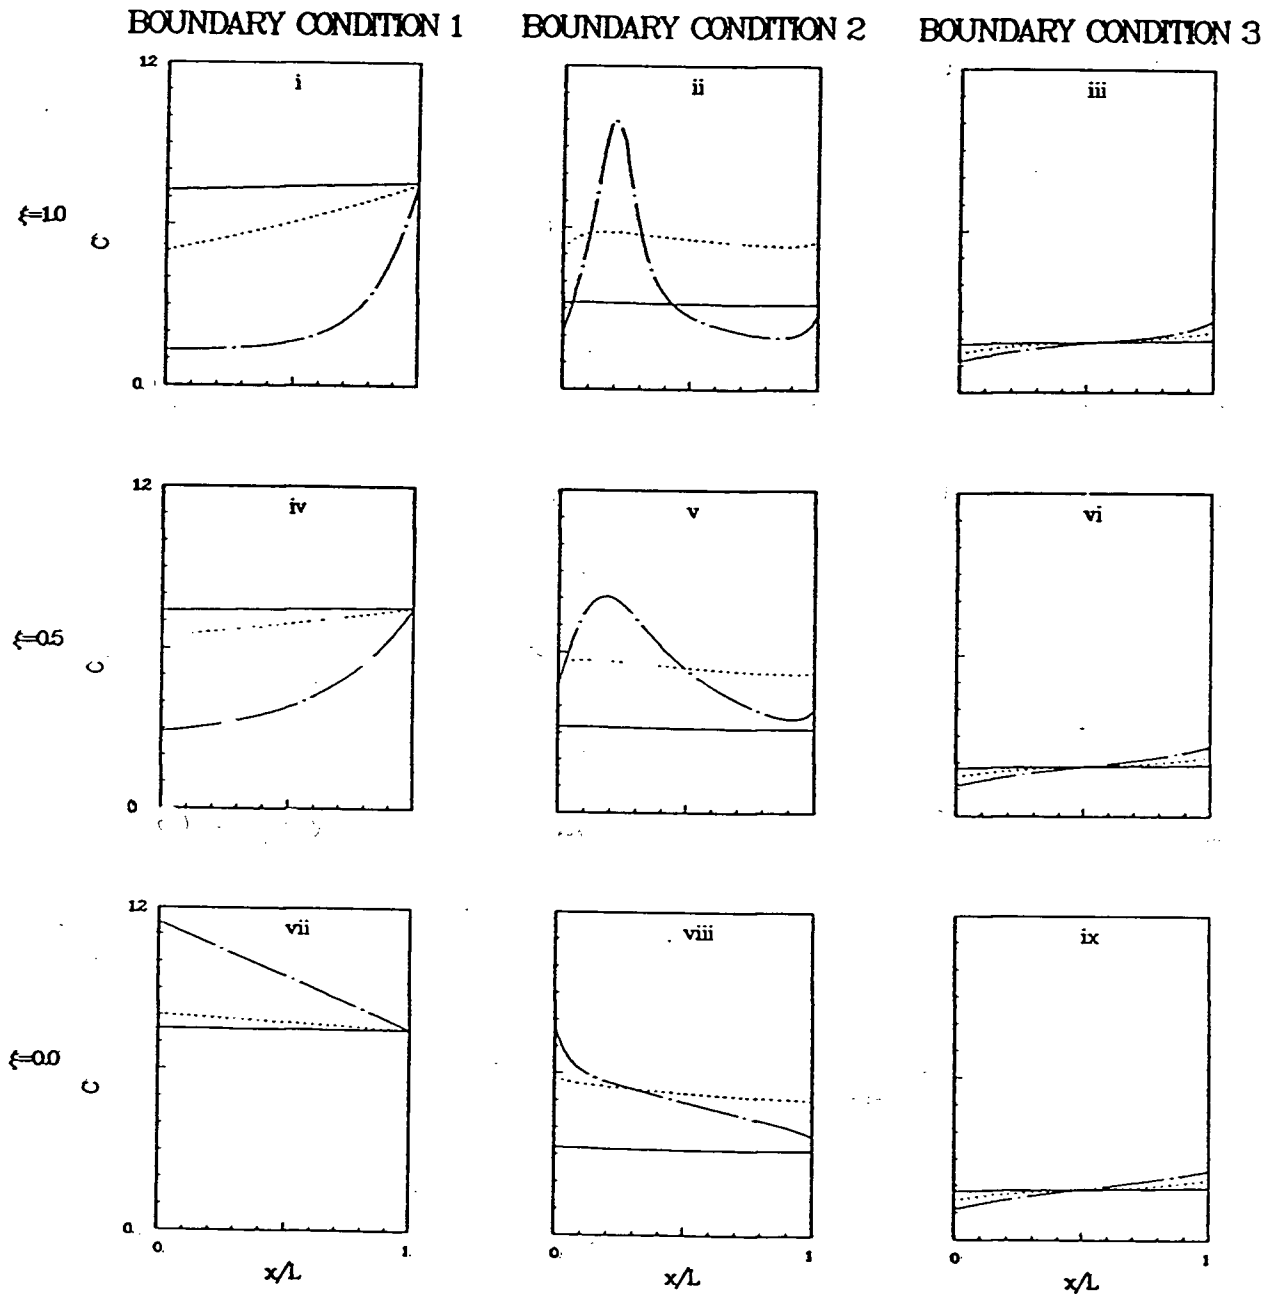 BOUNDARY CONDITION 1 BOUNDARY CONDITION 2 BOUNDARY CONDITION 3
12
i
ii
iii
ξ=1.0
C
0.
12
iv
v
vi
ξ=0.5
C
0
12
vii
viii
ix
ξ=0.0
C
0.
0. 1. 0 1 0 1
x/L x/L x/L